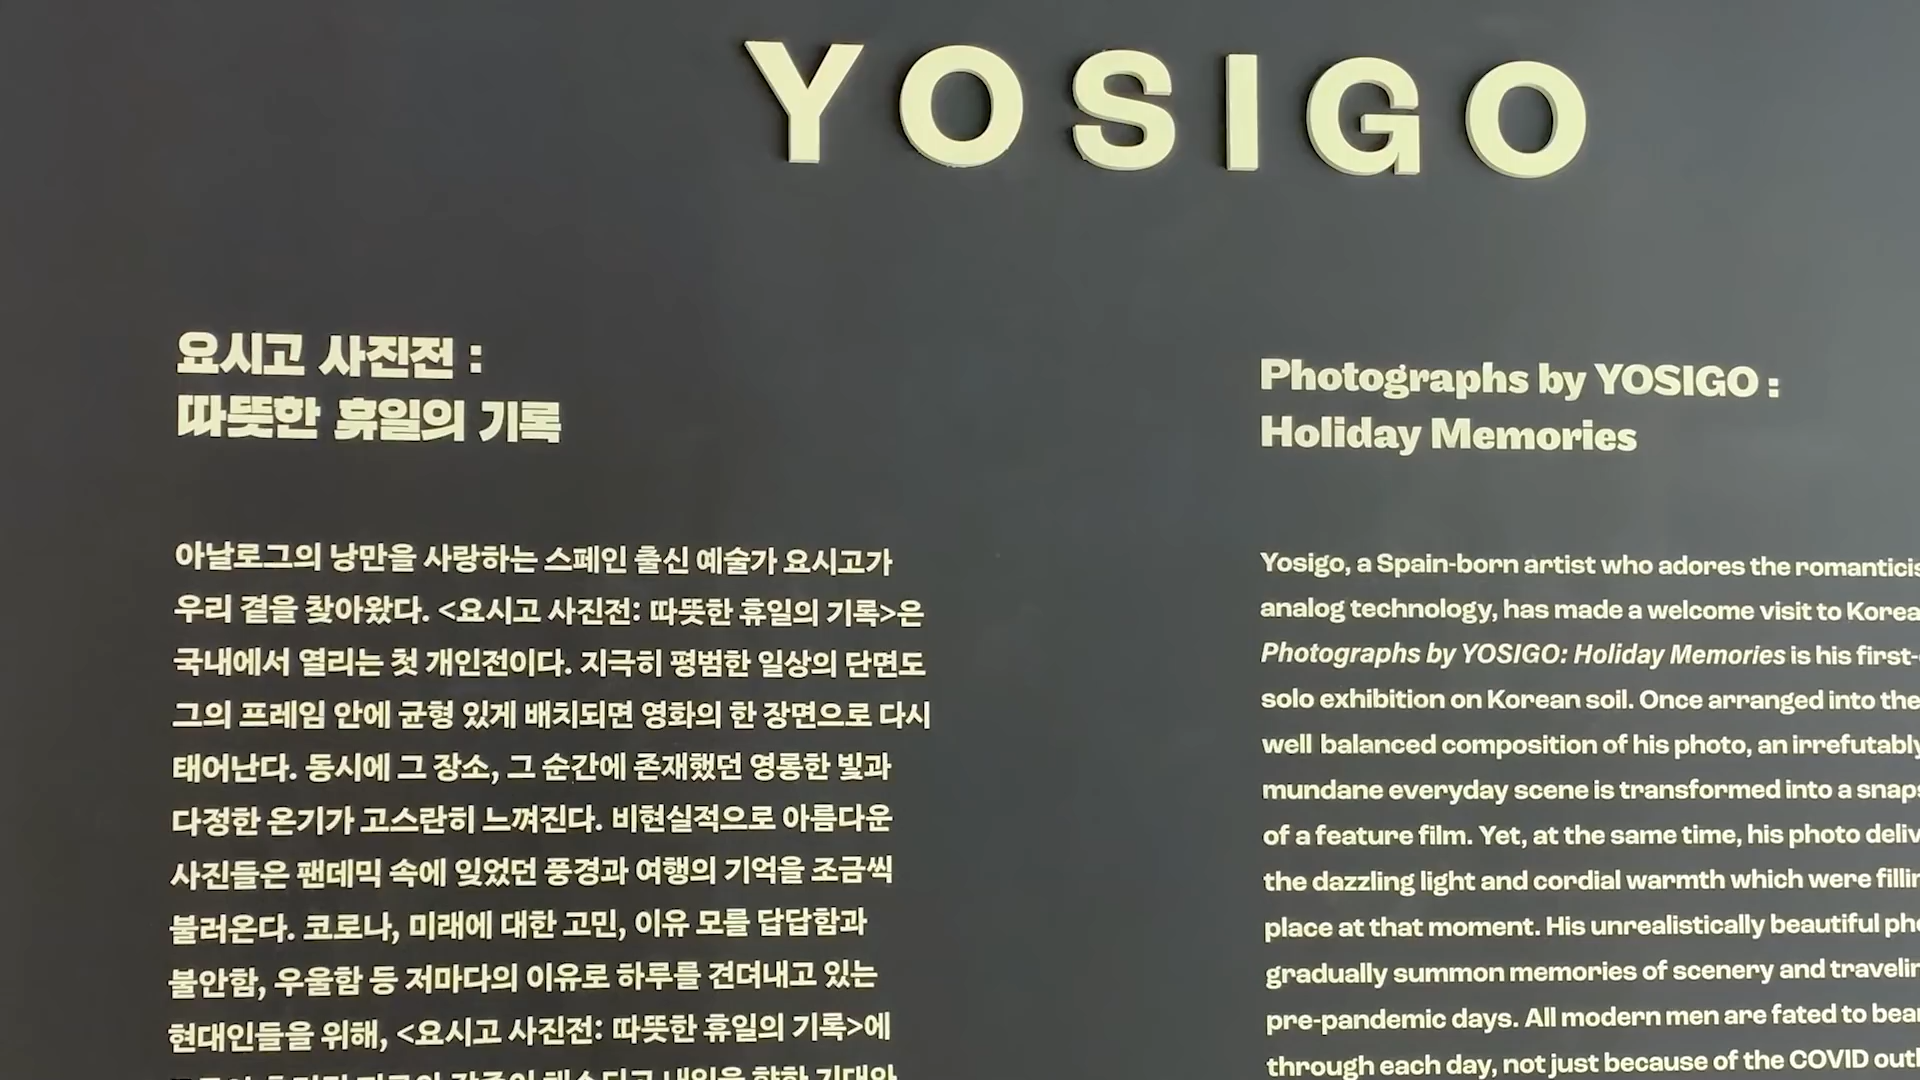 YOSIGO
요시고 사진전 :
따뜻한 휴일의 기록
아날로그의 낭만을 사랑하는 스페인 출신 예술가 요시고가
우리 곁을 찾아왔다. <요시고 사진전: 따뜻한 휴일의 기록>은
국내에서 열리는 첫 개인전이다. 지극히 평범한 일상의 단면도
그의 프레임 안에 균형 있게 배치되면 영화의 한 장면으로 다시
태어난다. 동시에 그 장소, 그 순간에 존재했던 영롱한 빛과
다정한 온기가 고스란히 느껴진다. 비현실적으로 아름다운
사진들은 팬데믹 속에 잊었던 풍경과 여행의 기억을 조금씩
불러온다. 코로나, 미래에 대한 고민, 이유 모를 답답함과
불안함, 우울함 등 저마다의 이유로 하루를 견뎌내고 있는
현대인들을 위해, <요시고 사진전: 따뜻한 휴일의 기록>에
Photographs by YOSIGO :
Holiday Memories
Yosigo, a Spain-born artist who adores the
analog technology, has made a welcome visit to Korea
Photographs by YOSIGO: Holiday Memories is his first-
solo exhibition on Korean soil. Once arranged into the
well balanced composition of his photo, an irrefutably
mundane everyday scene is transformed into a
of a feature film. Yet, at the same time, his photo
the dazzling light and cordial warmth which were
place at that moment. His unrealistically beautiful
gradually summon memories of scenery and
pre-pandemic days. All modern men are fated to
through each day, not just because of the COVID